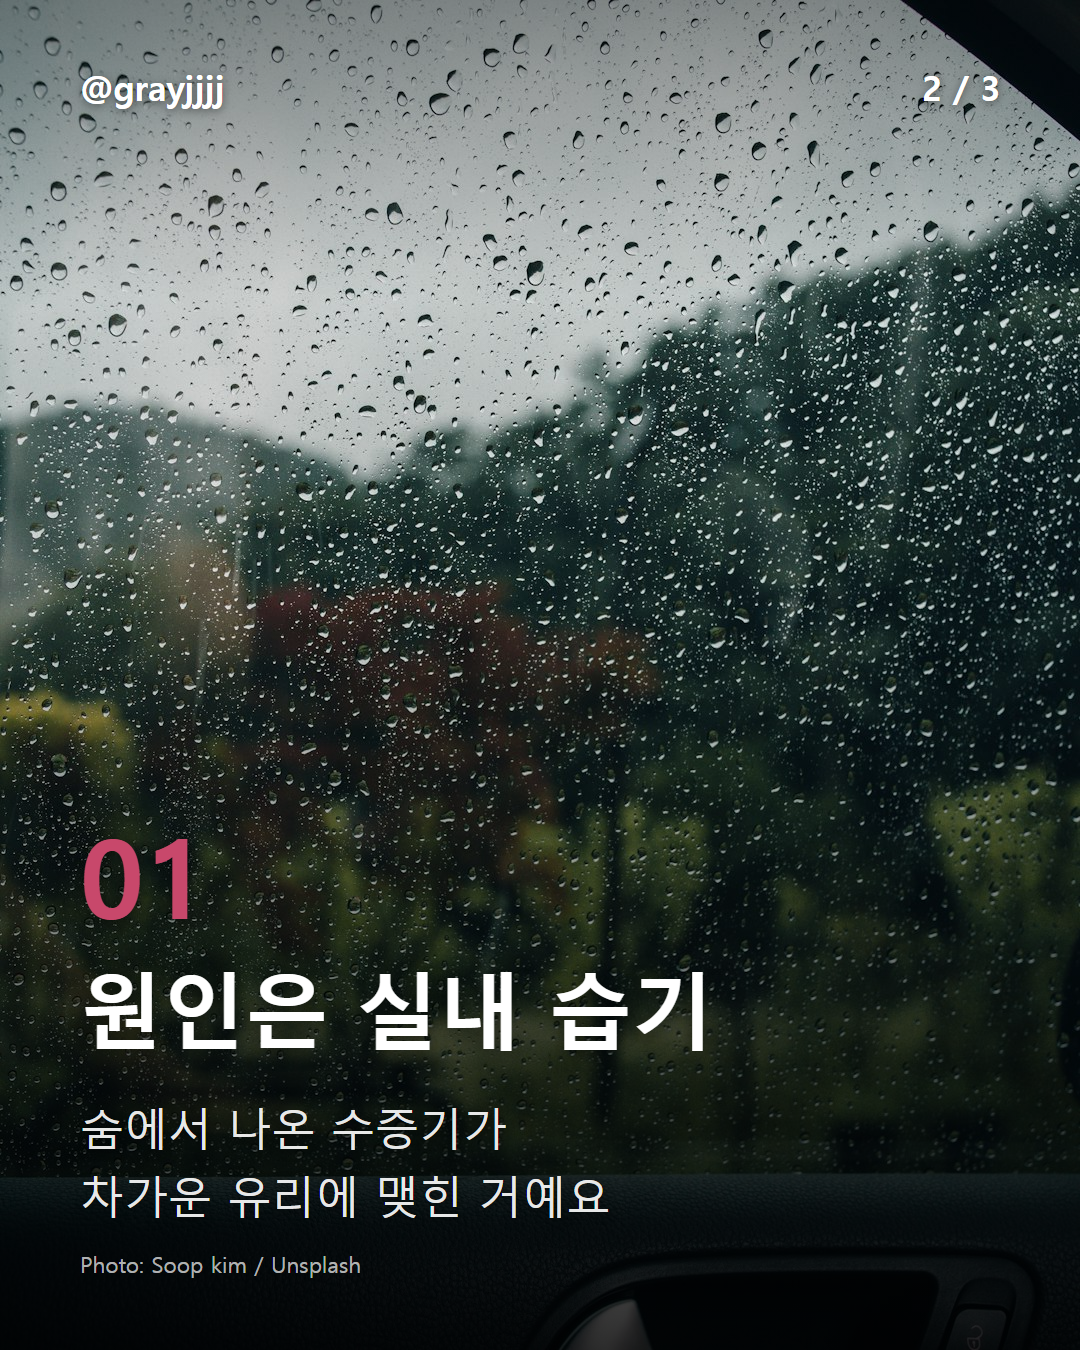 @grayjjjj
2 / 3
01
원인은 실내 습기
숨에서 나온 수증기가
차가운 유리에 맺힌 거예요
Photo: Soop kim / Unsplash